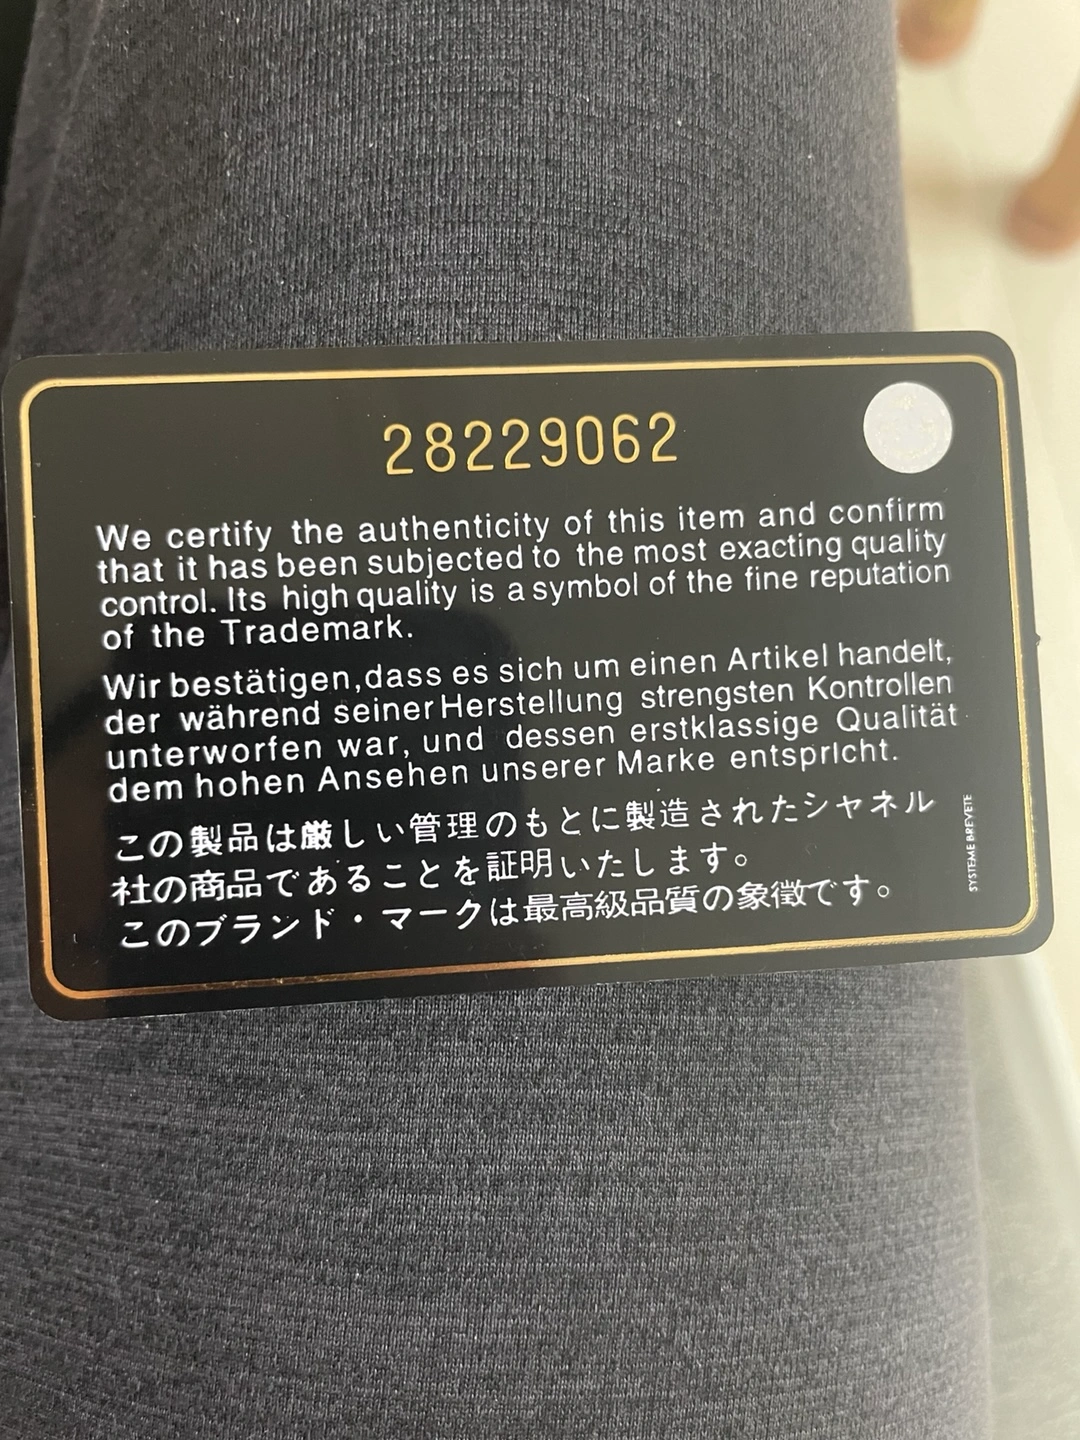 28229062
We certify the authenticity of this item and confirm
that it has been subjected to the most exacting quality
control. Its high quality is a symbol of the fine reputation
of the Trademark.
Wir bestätigen,dass es sich um einen Artikel handelt,
der während seiner Herstellung strengsten Kontrollen
unterworfen war, und dessen erstklassige Qualität
dem hohen Ansehen unserer Marke entspricht.
この製品は厳しい管理のもとに製造されたシャネル
社の商品であることを証明いたします。
このブランド・マークは最高級品質の象徴です。
SYSTEME BREVETE